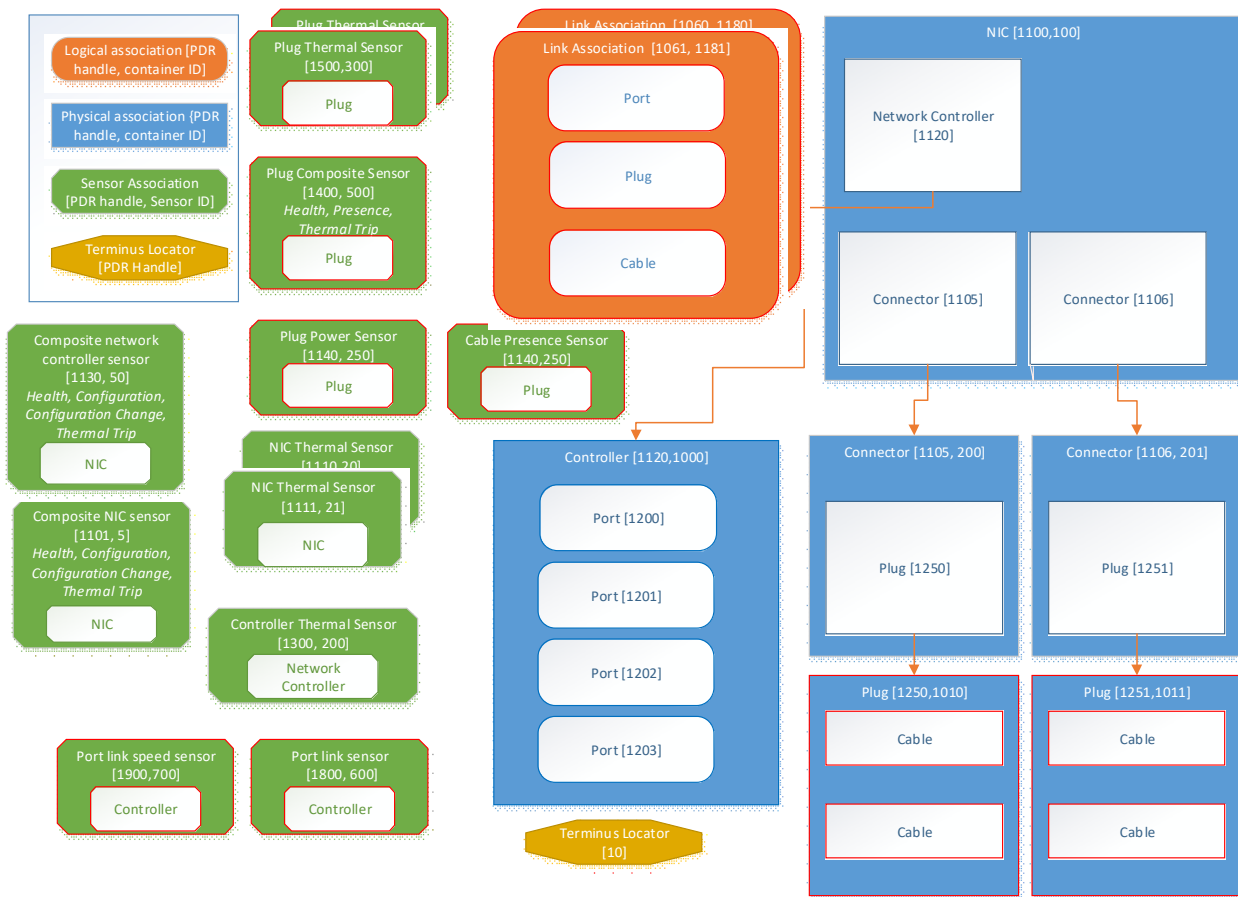 Logical association [PDR
handle, container ID]
Physical association {PDR
handle, container ID]
Sensor Association
[PDR handle, Sensor ID]
Terminus Locator
[PDR Handle]
Plug Thermal Sensor
Plug Thermal Sensor
[1500,300]
Plug
Plug Composite Sensor
[1400, 500]
Health, Presence,
Thermal Trip
Plug
Plug Power Sensor
[1140, 250]
Plug
Cable Presence Sensor
[1140,250]
Plug
Composite network
controller sensor
[1130, 50]
Health, Configuration,
Configuration Change,
Thermal Trip
NIC
Composite NIC sensor
[1101, 5]
Health, Configuration,
Configuration Change,
Thermal Trip
NIC
NIC Thermal Sensor
[1110,20]
NIC Thermal Sensor
[1111, 21]
NIC
Controller Thermal Sensor
[1300, 200]
Network
Controller
Port link speed sensor
[1900,700]
Controller
Port link sensor
[1800, 600]
Controller
Link Association [1060, 1180]
Link Association [1061, 1181]
Port
Plug
Cable
Controller [1120,1000]
Port [1200]
Port [1201]
Port [1202]
Port [1203]
Terminus Locator
[10]
NIC [1100,100]
Network Controller
[1120]
Connector [1105]
Connector [1106]
Connector [1105, 200]
Plug [1250]
Connector [1106, 201]
Plug [1251]
Plug [1250,1010]
Cable
Cable
Plug [1251,1011]
Cable
Cable